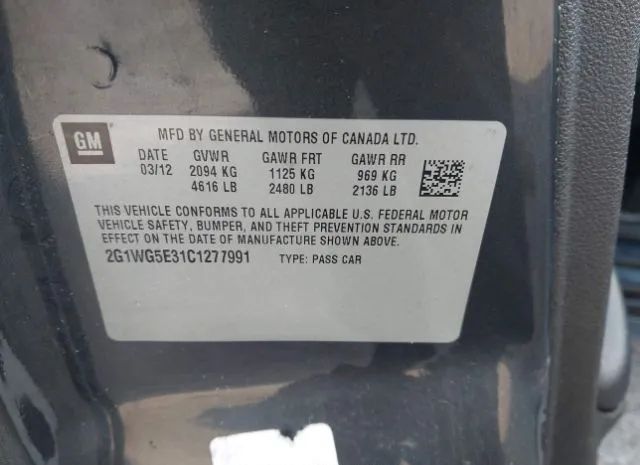 GM
MFD BY GENERAL MOTORS OF CANADA LTD.
DATE GVWR GAWR FRT GAWR RR
03/12 2094 KG 1125 KG 969 KG
4616 LB 2480 LB 2136 LB
THIS VEHICLE CONFORMS TO ALL APPLICABLE U.S. FEDERAL MOTOR
VEHICLE SAFETY, BUMPER, AND THEFT PREVENTION STANDARDS IN
EFFECT ON THE DATE OF MANUFACTURE SHOWN ABOVE.
2G1WG5E31C1277991 TYPE: PASS CAR